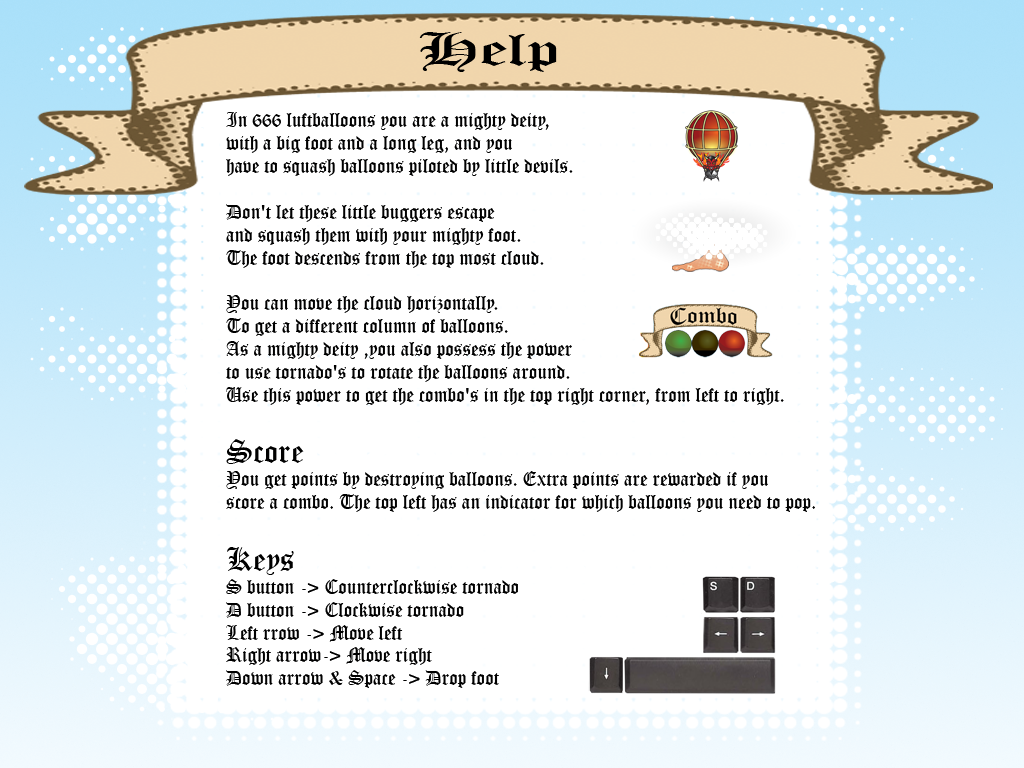 Help
In 666 luftballoons you are a mighty deity,
with a big foot and a long leg, and you
have to squash balloons piloted by little devils.
Don't let these little buggers escape
and squash them with your mighty foot.
The foot descends from the top most cloud.
You can move the cloud horizontally.
To get a different column of balloons.
As a mighty deity ,you also possess the power
to use tornado's to rotate the balloons around.
Use this power to get the combo's in the top right corner, from left to right.
Combo
Score
You get points by destroying balloons. Extra points are rewarded if you
score a combo. The top left has an indicator for which balloons you need to pop.
Keys
S button -> Counterclockwise tornado
D button -> Clockwise tornado
Left rrow -> Move left
Right arrow-> Move right
Down arrow & Space -> Drop foot
S D
← →
↓